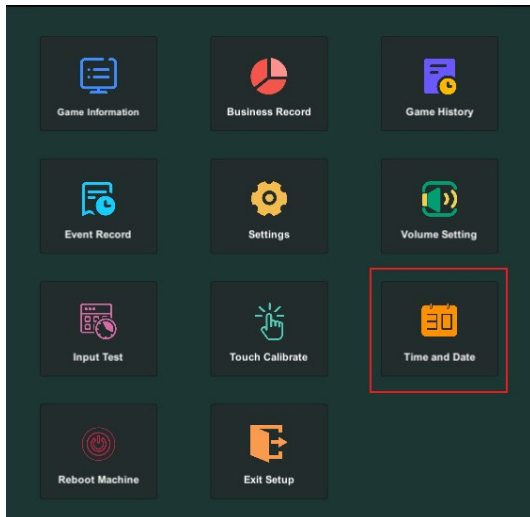 Game Information
Business Record
Game History
Event Record
Settings
Volume Setting
Input Test
Touch Calibrate
30
Time and Date
Reboot Machine
Exit Setup